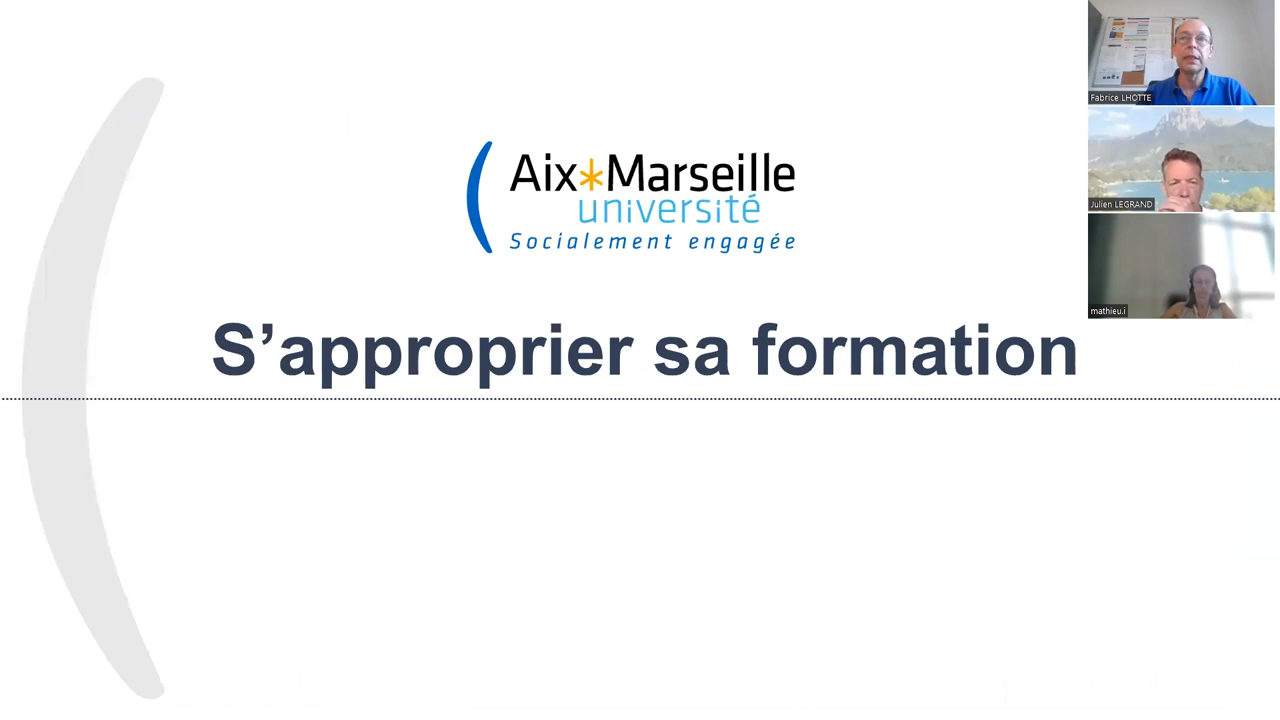 Aix*Marseille
université
Socialement engagée
S’approprier sa formation
Fabrice LHOTTE
Julien LEGRAND
mathieu.i